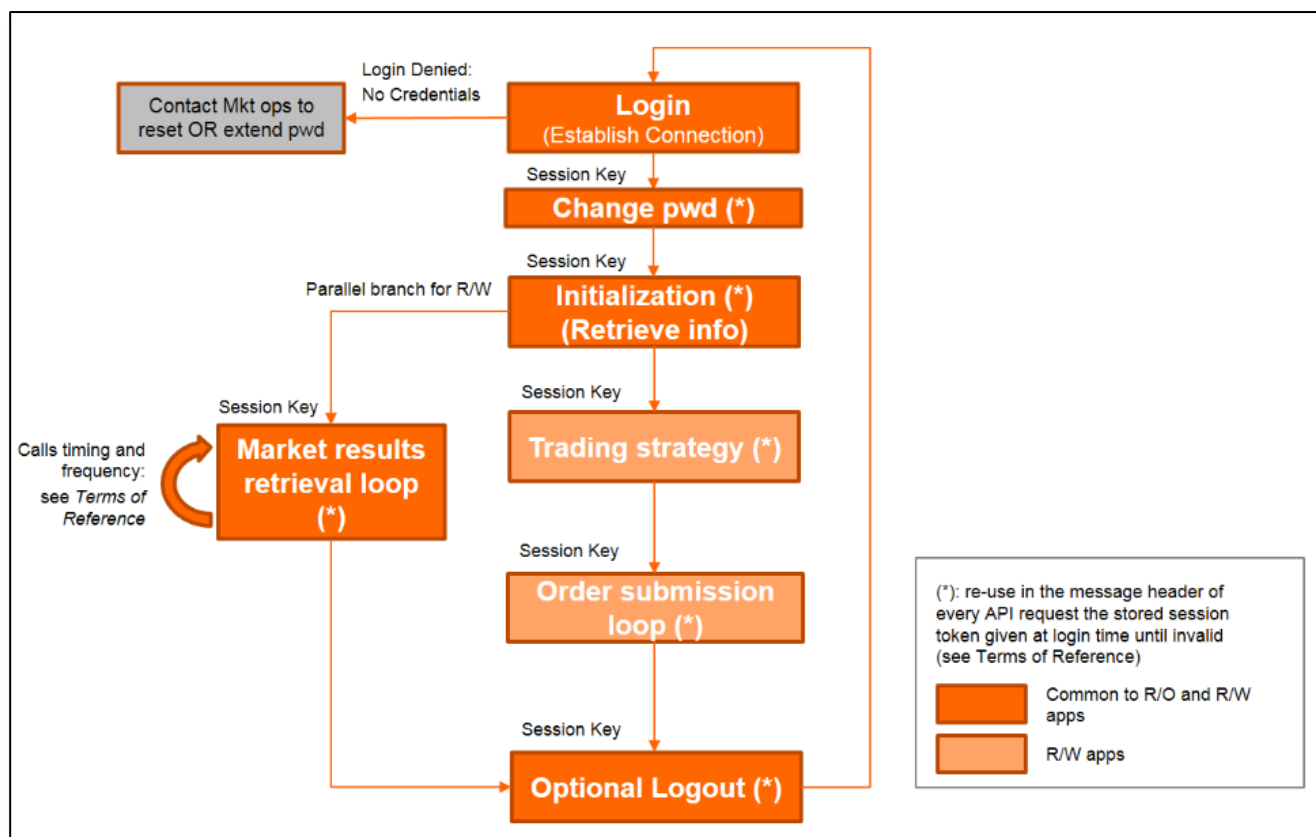 Login Denied:
No Credentials
Contact Mkt ops to
reset OR extend pwd
Login
(Establish Connection)
Session Key
Change pwd (*)
Session Key
Parallel branch for R/W
Initialization (*)
(Retrieve info)
Session Key
Session Key
Calls timing and
frequency:
see Terms of
Reference
Market results
retrieval loop
(*)
Trading strategy (*)
Session Key
Order submission
loop (*)
Session Key
Optional Logout (*)
(*): re-use in the message header of
every API request the stored session
token given at login time until invalid
(see Terms of Reference)
Common to R/O and R/W
apps
R/W apps